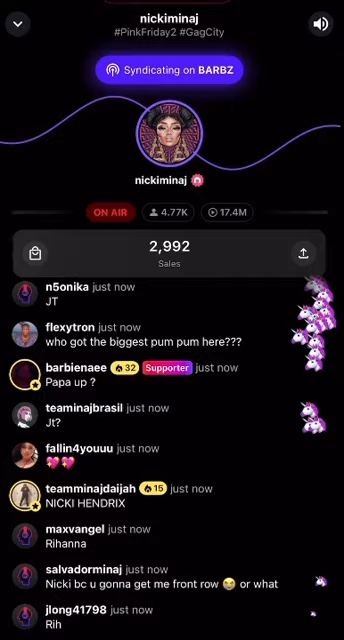 nickiminaj
#PinkFriday2 #GagCity
Syndicating on BARBZ
nickiminaj
ON AIR 4.77K 17.4M
2,992
Sales
n5onika just now
JT
flexytron just now
who got the biggest pum pum here???
barbienaee 32 Supporter just now
Papa up ?
teaminajbrasil just now
Jt?
fallin4youuu just now
💖💖
teamminajdaijah 15 just now
NICKI HENDRIX
maxvangel just now
Rihanna
salvadorminaj just now
Nicki bc u gonna get me front row 😭 or what
jlong41798 just now
Rih